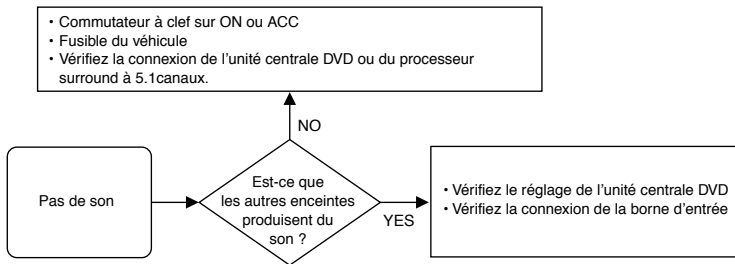 • Commutateur à clef sur ON ou ACC
• Fusible du véhicule
• Vérifiez la connexion de l'unité centrale DVD ou du processeur
surround à 5.1canaux.
NO
Pas de son
Est-ce que
les autres enceintes
produisent du
son ?
YES
• Vérifiez le réglage de l'unité centrale DVD
• Vérifiez la connexion de la borne d'entrée